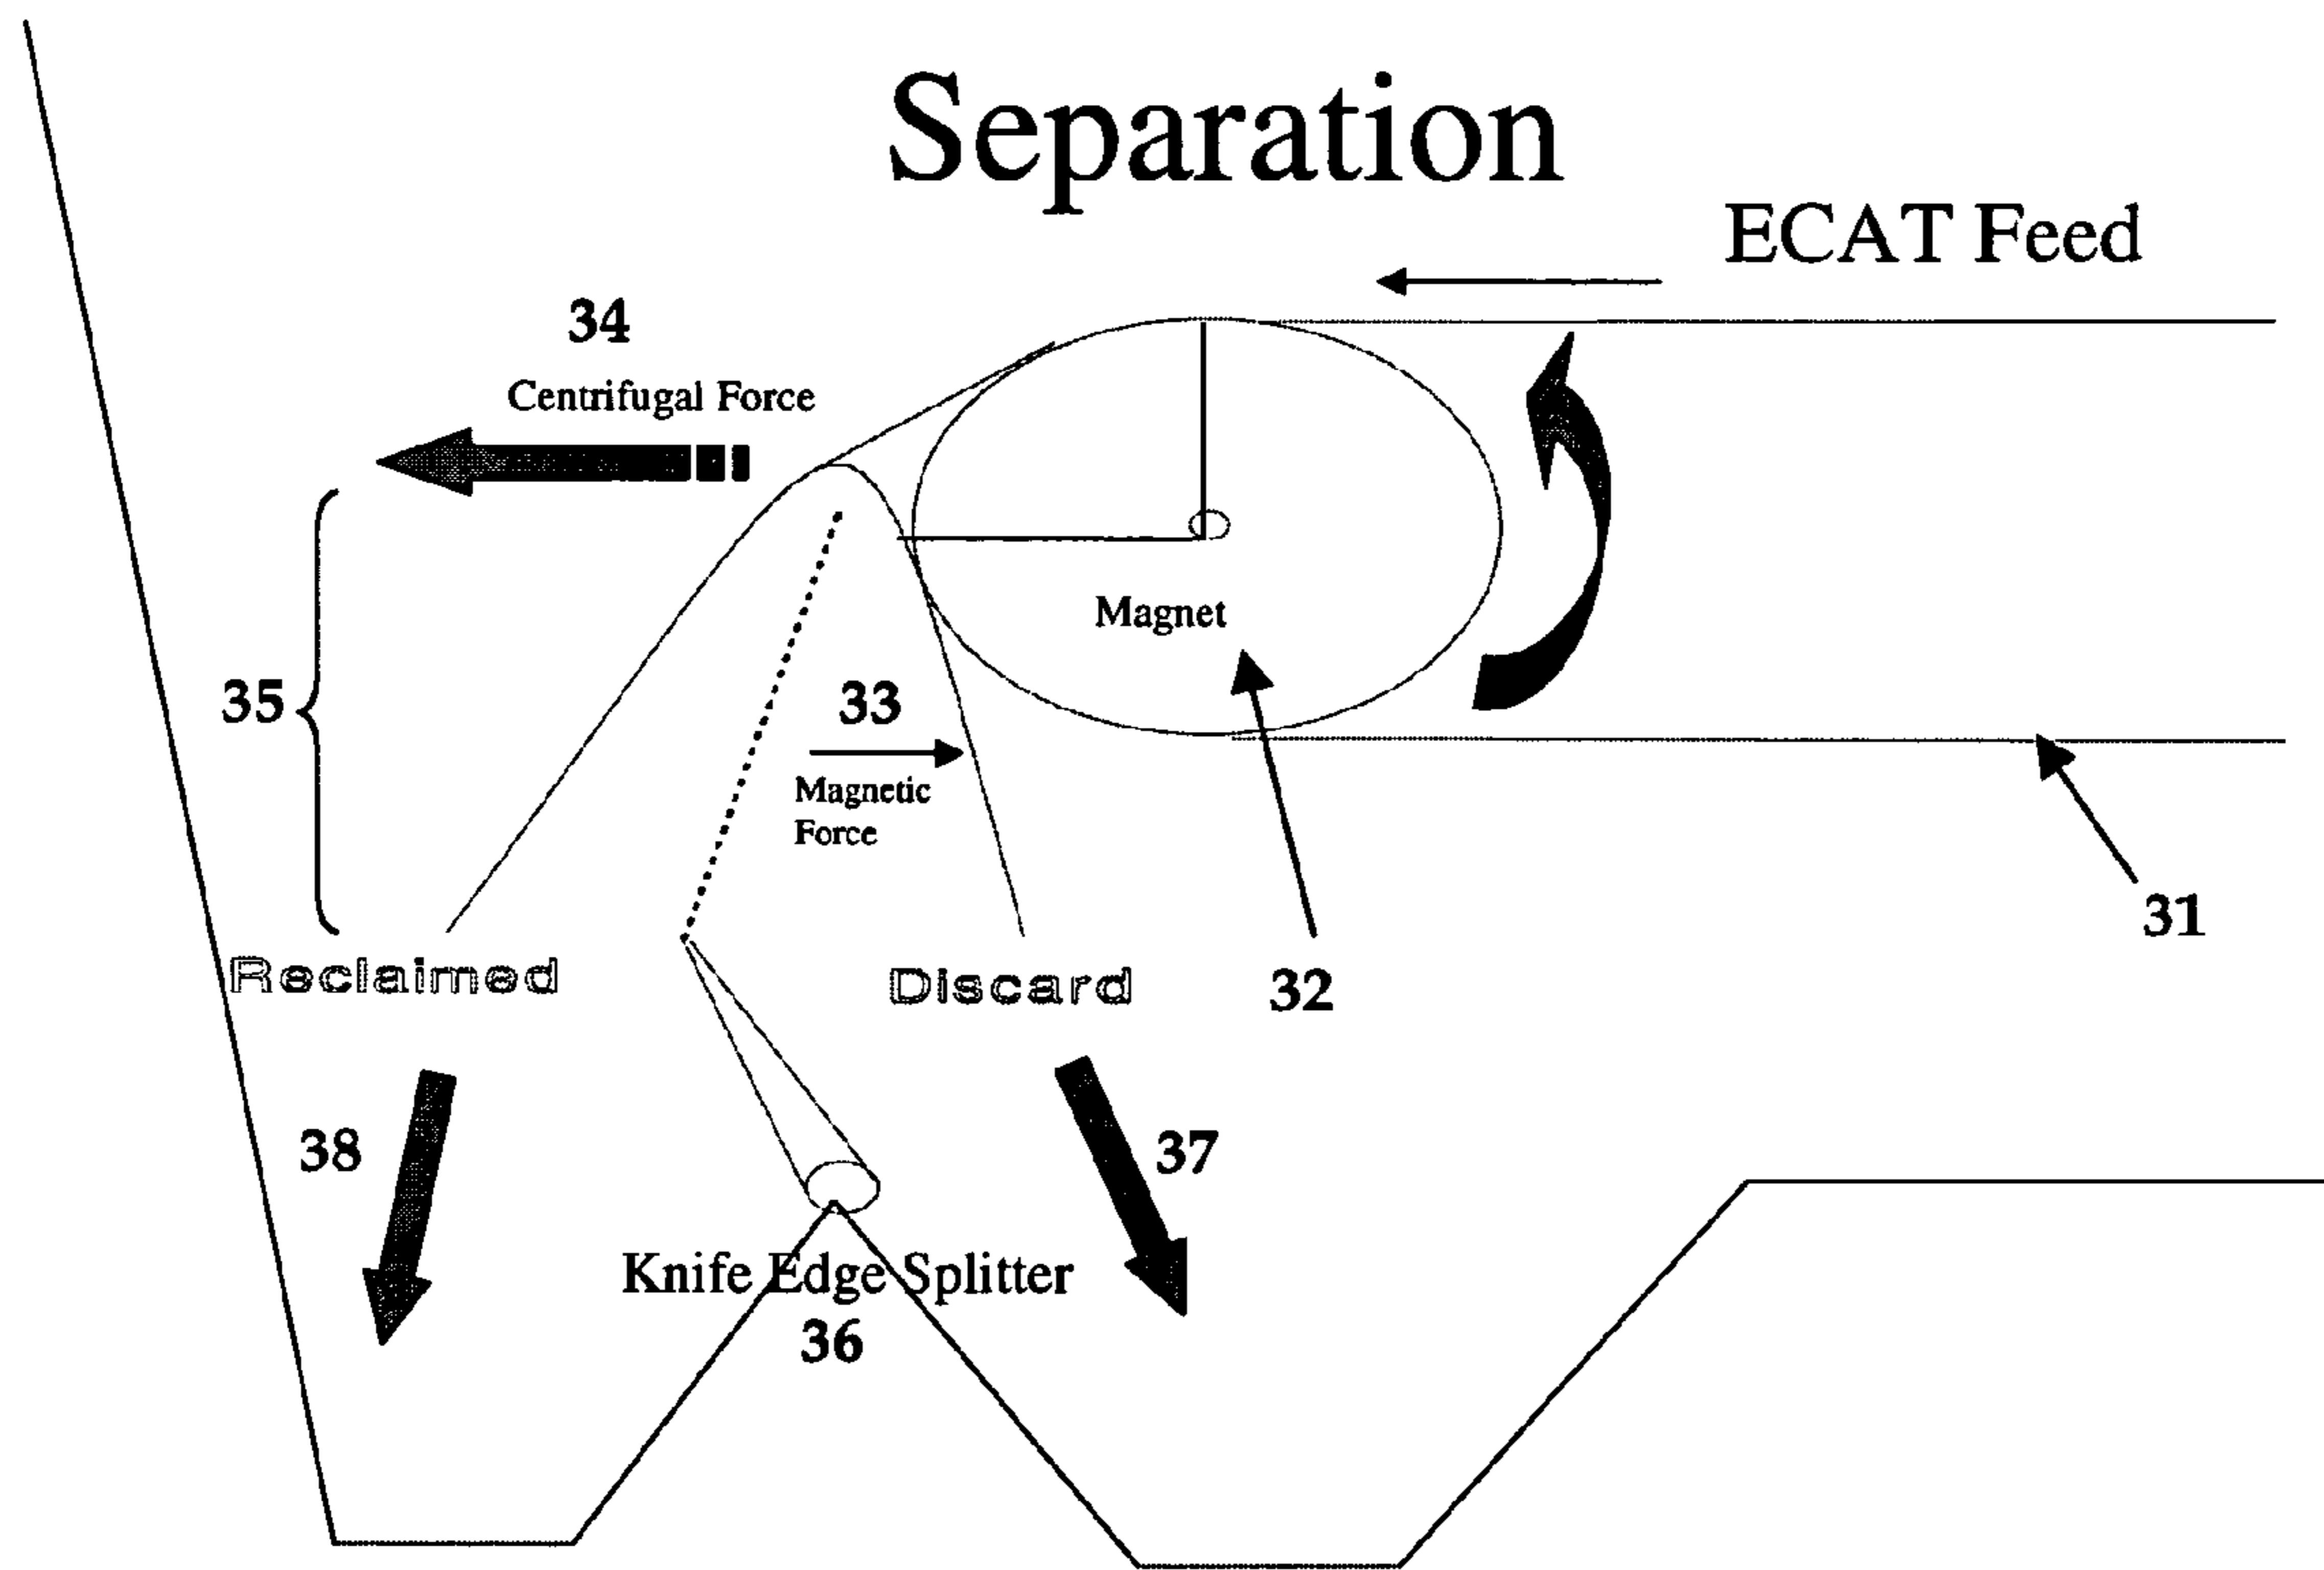 Separation
ECAT Feed
34
Centrifugal Force
Magnet
35
33
Magnetic
Force
31
Reclaimed
Discard
32
38
37
Knife Edge Splitter
36